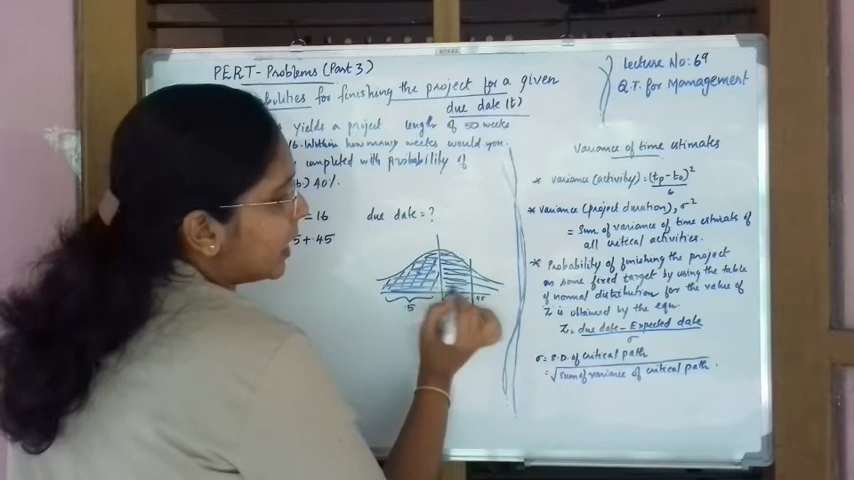 PERT-Problems (Part 3)
bilities for finishing the project for a given
due date (t)
yields a project length of 50 weeks
16. Within how many weeks would you
completed with probability of
b.) 40%.
= 16
due date = ?
5 + .45
.5
Lecture No: 69
Q.T. for Management
Variance of time estimates
* variance (activity) = (tp - to)²
6
* variance (project duration), σ²
= Sum of variance of time estimate of
all critical activities.
* Probability of finishing the project
on some fixed target by using the table
of normal distribution for the value of
Z is obtained by the equ.
Z = due date - Expected date
σ
σ = S.D of critical path
= √sum of variance of critical path.